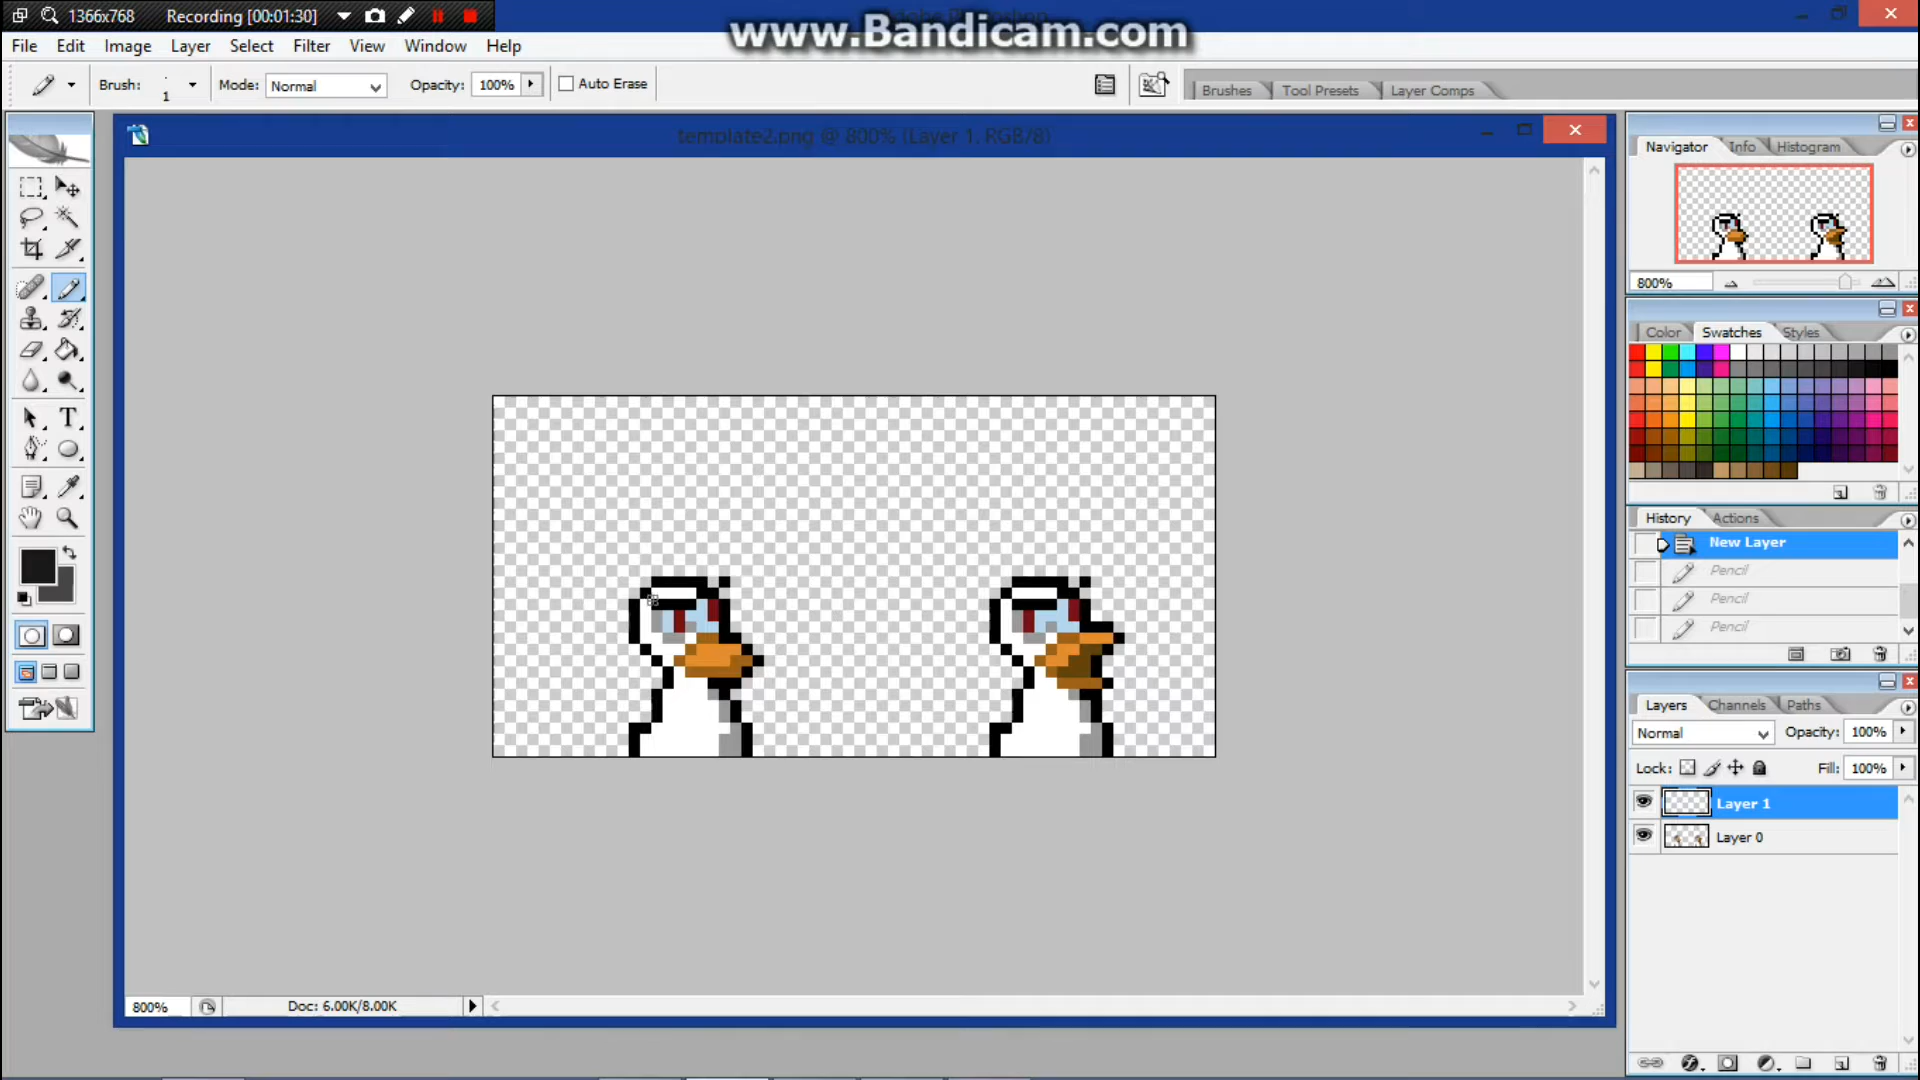 1366x768 Recording [00:01:30]
www.Bandicam.com
File Edit Image Layer Select Filter View Window Help
Brush: 1 Mode: Normal Opacity: 100% Auto Erase
Brushes Tool Presets Layer Comps
template2.png @ 800% (Layer 1, RGB/8)
Navigator Info Histogram
800%
Color Swatches Styles
History Actions
New Layer
Pencil
Pencil
Pencil
Layers Channels Paths
Normal Opacity: 100%
Lock: Fill: 100%
Layer 1
Layer 0
800% Doc: 6.00K/8.00K